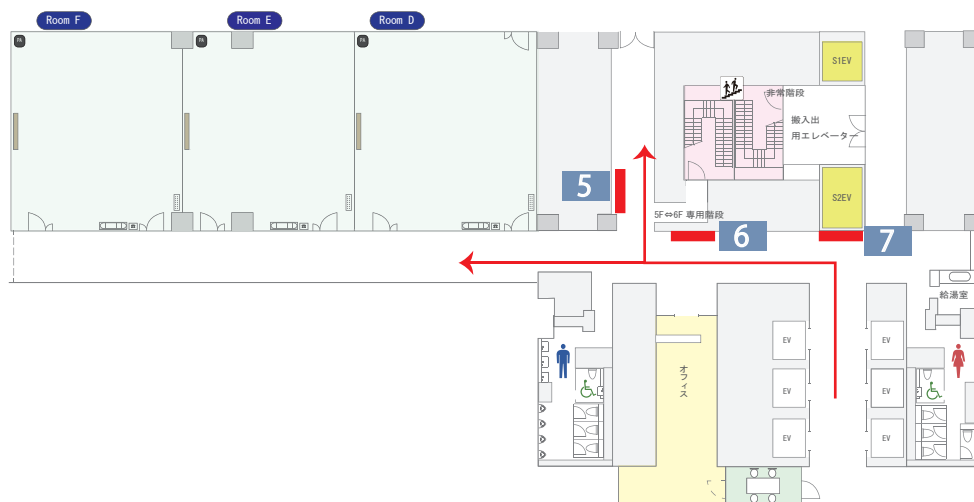 Room F
Room E
Room D
PA
PA
PA
S1EV
非常階段
搬入出
用エレベーター
5
S2EV
5F⇔6F 専用階段
6
7
給湯室
EV
EV
オフィス
EV
EV
EV
EV